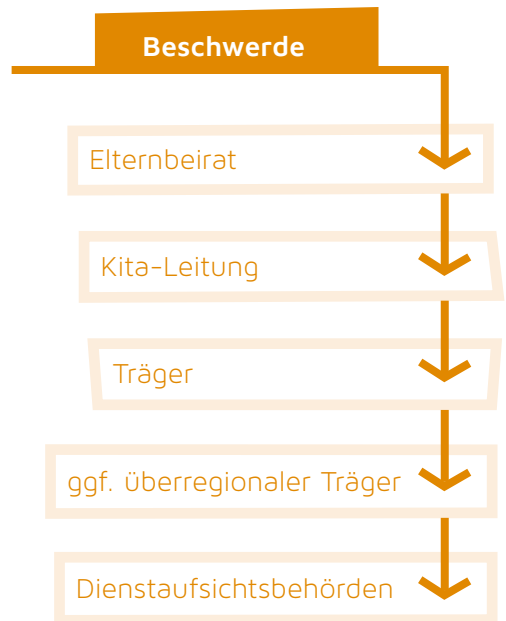 Beschwerde
Elternbeirat
Kita-Leitung
Träger
ggf. überregionaler Träger
Dienstaufsichtsbehörden